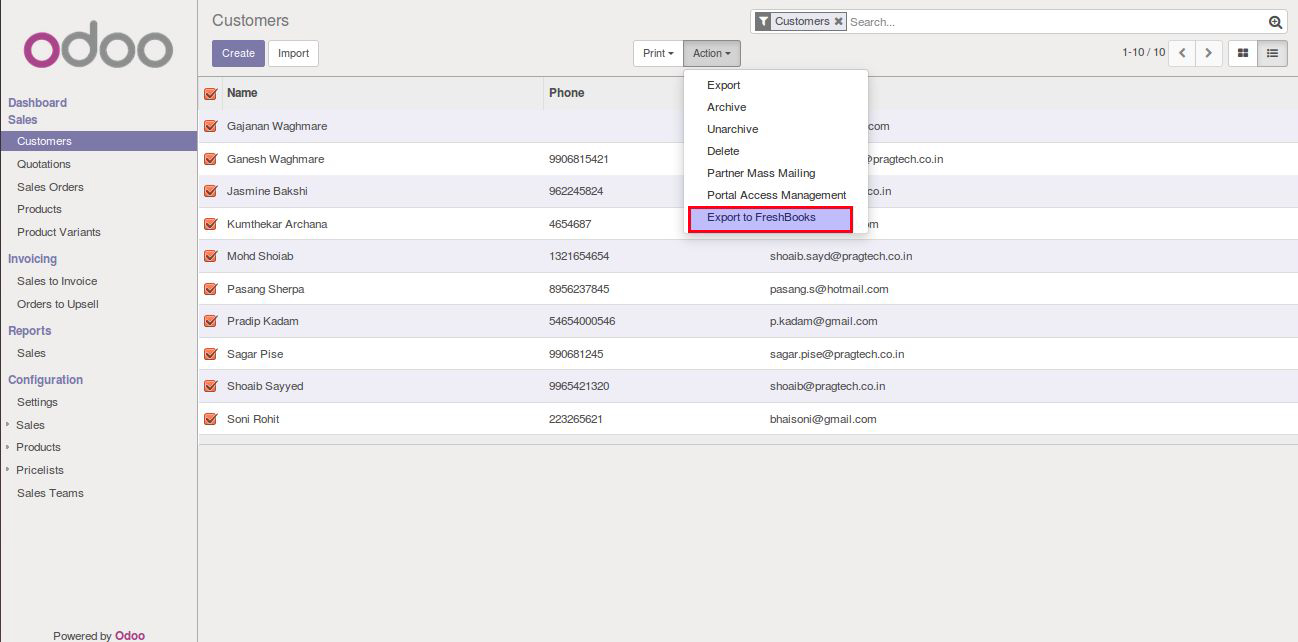 odoo
Dashboard
Sales
Customers
Quotations
Sales Orders
Products
Product Variants
Invoicing
Sales to Invoice
Orders to Upsell
Reports
Sales
Configuration
Settings
Sales
Products
Pricelists
Sales Teams
Powered by Odoo
Customers
Customers Search...
Create Import Print Action 1-10 / 10
Export
Archive
Unarchive
Delete
Partner Mass Mailing
Portal Access Management
Export to FreshBooks
Name Phone
Gajanan Waghmare com
Ganesh Waghmare 9906815421 @pragtech.co.in
Jasmine Bakshi 962245824 co.in
Kumthekar Archana 4654687 om
Mohd Shoiab 1321654654 shoaib.sayd@pragtech.co.in
Pasang Sherpa 8956237845 pasang.s@hotmail.com
Pradip Kadam 54654000546 p.kadam@gmail.com
Sagar Pise 990681245 sagar.pise@pragtech.co.in
Shoaib Sayyed 9965421320 shoaib@pragtech.co.in
Soni Rohit 223265621 bhaisoni@gmail.com